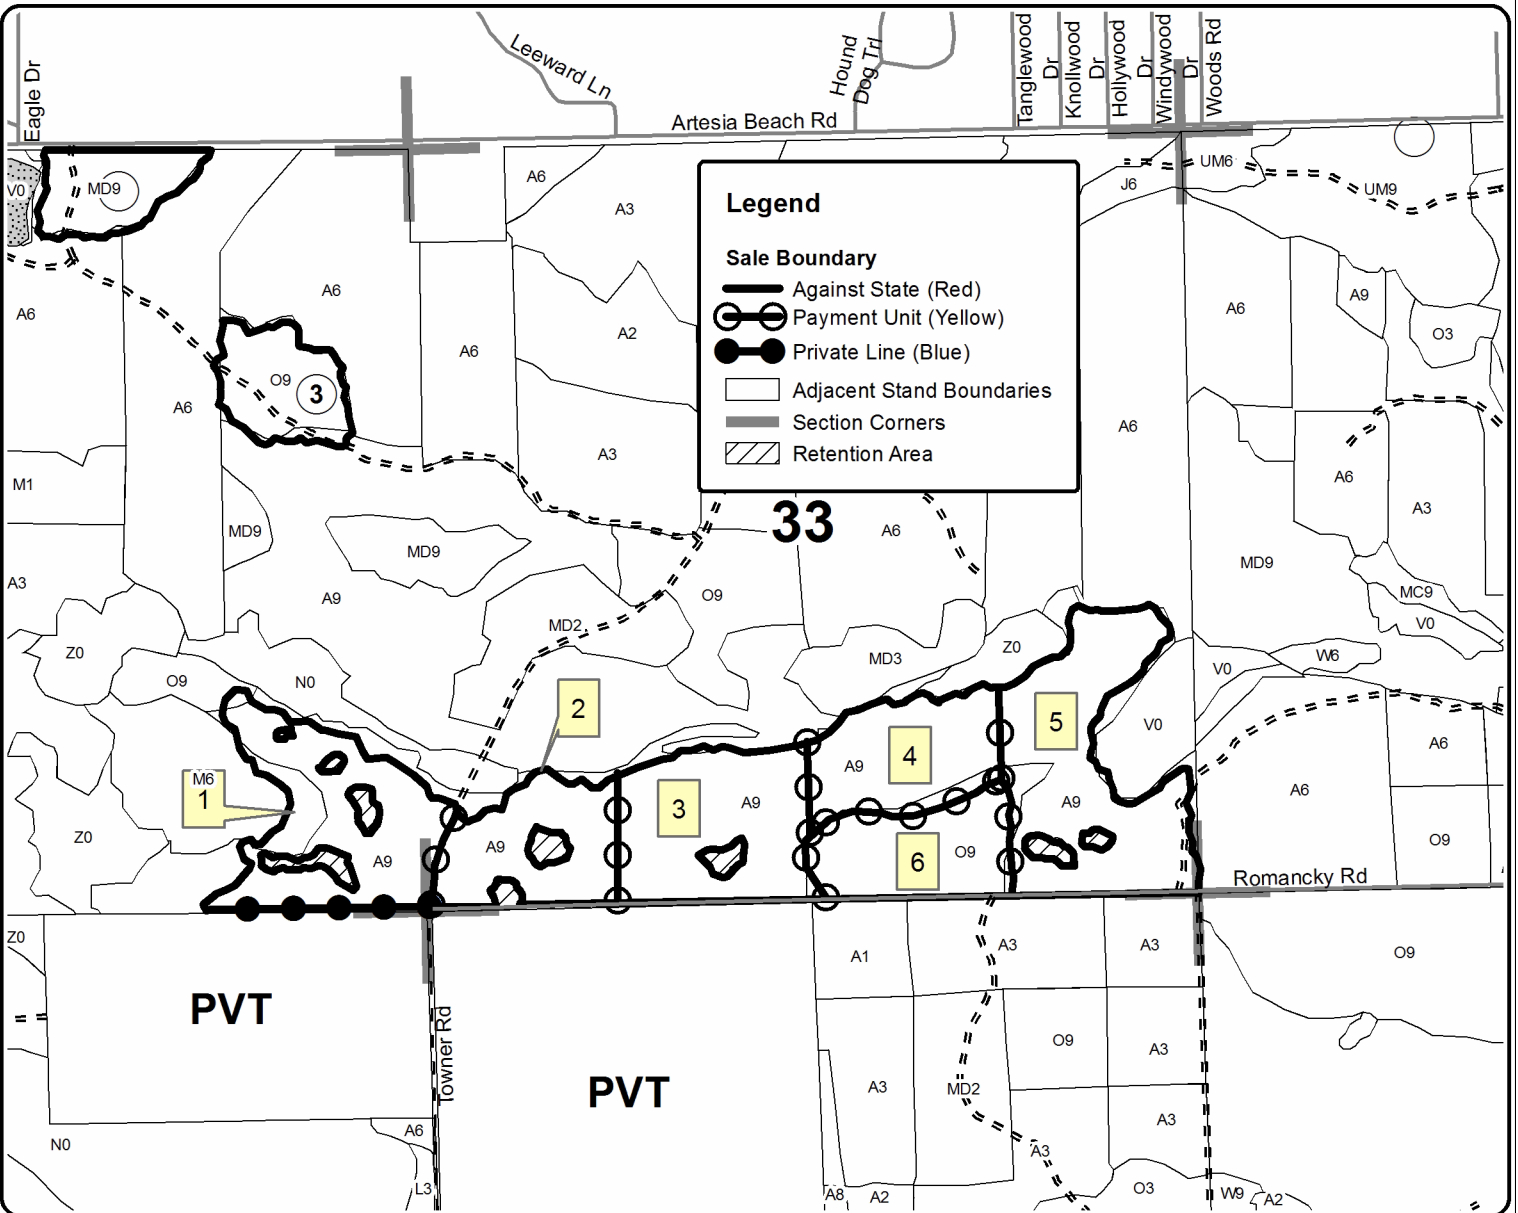 Eagle Dr
Leeward Ln
Hound
Dog Trl
Tanglewood
Dr
Knollwood
Dr
Hollywood
Dr
Windywood
Dr
Woods Rd
Artesia Beach Rd
V0
MD9
A6
A3
J6
UM6
UM9
Legend
Sale Boundary
Against State (Red)
Payment Unit (Yellow)
Private Line (Blue)
Adjacent Stand Boundaries
Section Corners
Retention Area
A6
A6
A6
A2
A6
A9
O3
O9
3
A6
A6
A3
M1
A6
A6
A3
MD9
MD9
33
A6
MD9
A3
A9
O9
MC9
V0
MD2
Z0
O9
N0
MD3
Z0
V0
W6
2
5
V0
M6
1
A9
4
A6
Z0
3
A9
A9
A6
A9
A9
6
O9
O9
Romancky Rd
Z0
A1
A3
A3
O9
PVT
Towner Rd
PVT
O9
A3
A3
MD2
A3
N0
A6
A3
L3
A8
A2
O3
W9
A2